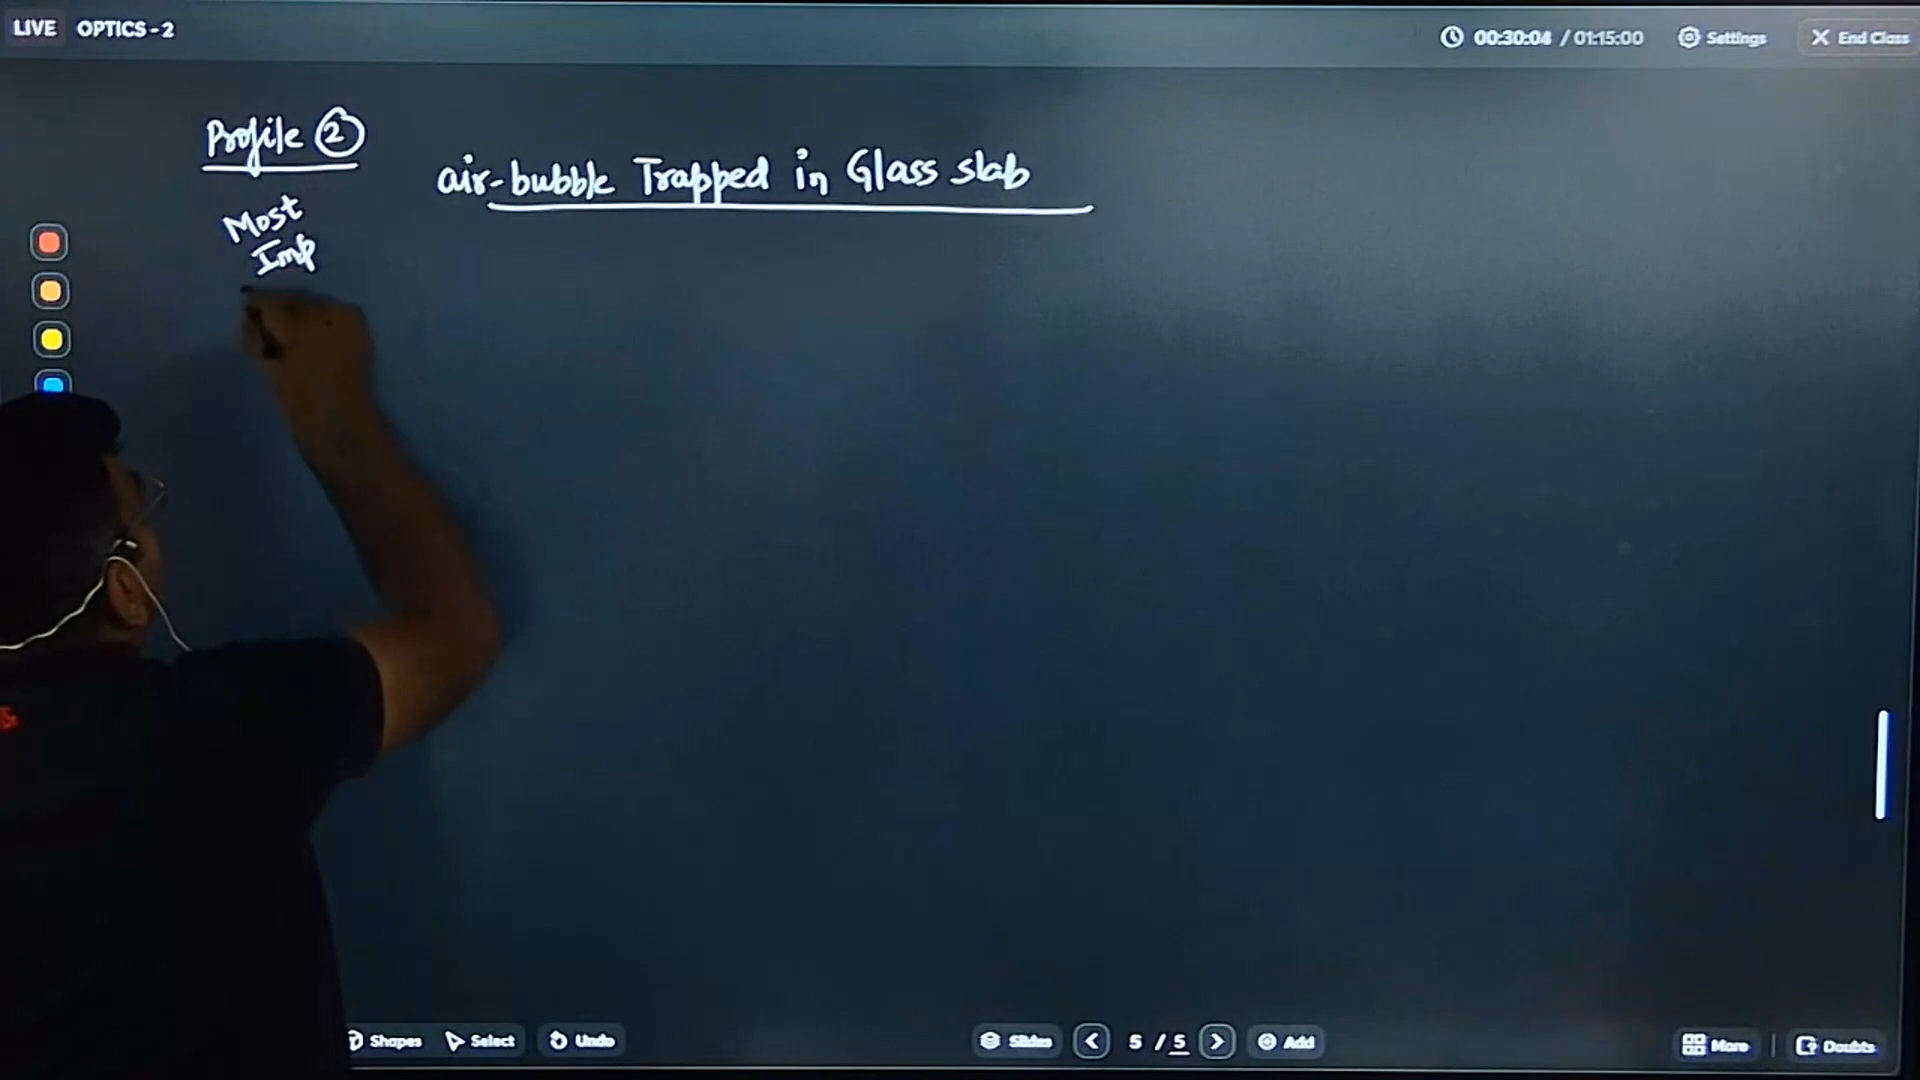 LIVE OPTICS-2
00:30:04 / 01:15:00 Settings End Class
Profile ②
air-bubble Trapped in Glass slab
Most
Imp
Shapes Select Undo Slides 5 / 5 Add More Doubts